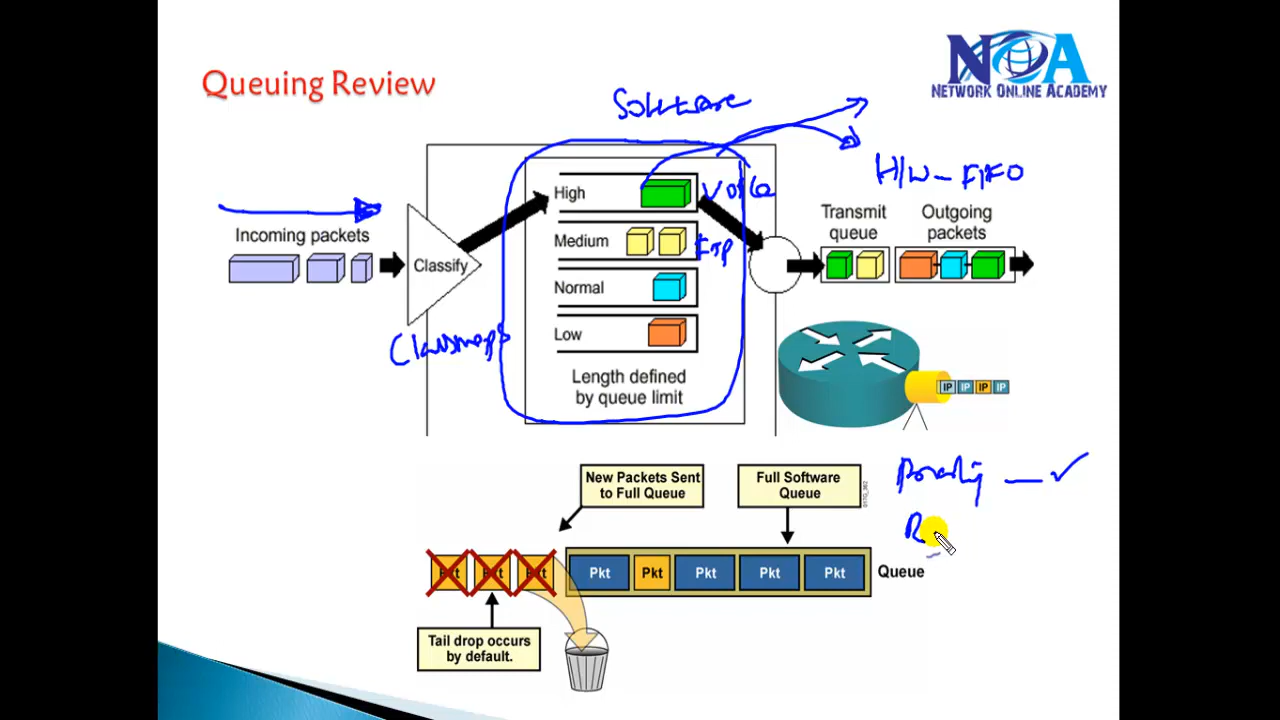 Queuing Review
NOA
NETWORK ONLINE ACADEMY
Software
H/W - FIFO
Incoming packets
Classify
Classmaps
High
Voice
Medium
FTP
Normal
Low
Length defined
by queue limit
Transmit
queue
Outgoing
packets
IP IP IP IP
New Packets Sent
to Full Queue
Full Software
Queue
R
Pkt Pkt Pkt Pkt Pkt Pkt Pkt Pkt
Queue
Tail drop occurs
by default.